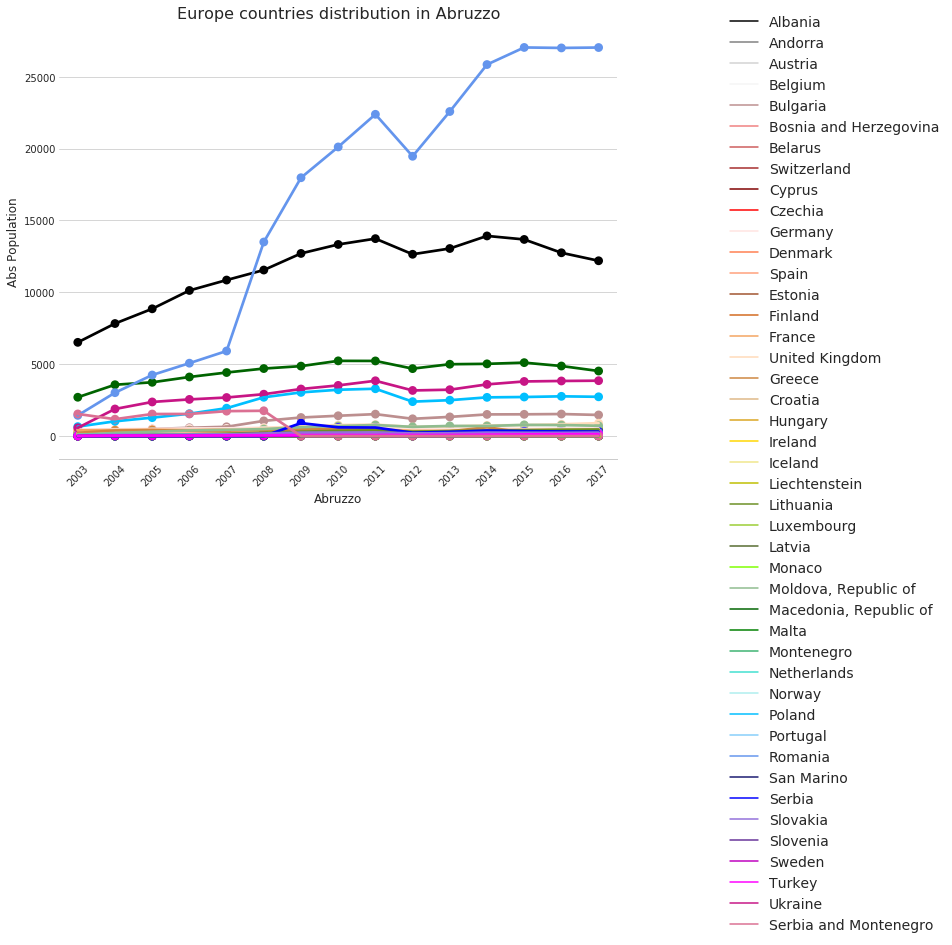 Europe countries distribution in Abruzzo
Abs Population
25000
20000
15000
10000
5000
0
2003
2004
2005
2006
2007
2008
2009
2010
2011
2012
2013
2014
2015
2016
2017
Abruzzo
Albania
Andorra
Austria
Belgium
Bulgaria
Bosnia and Herzegovina
Belarus
Switzerland
Cyprus
Czechia
Germany
Denmark
Spain
Estonia
Finland
France
United Kingdom
Greece
Croatia
Hungary
Ireland
Iceland
Liechtenstein
Lithuania
Luxembourg
Latvia
Monaco
Moldova, Republic of
Macedonia, Republic of
Malta
Montenegro
Netherlands
Norway
Poland
Portugal
Romania
San Marino
Serbia
Slovakia
Slovenia
Sweden
Turkey
Ukraine
Serbia and Montenegro